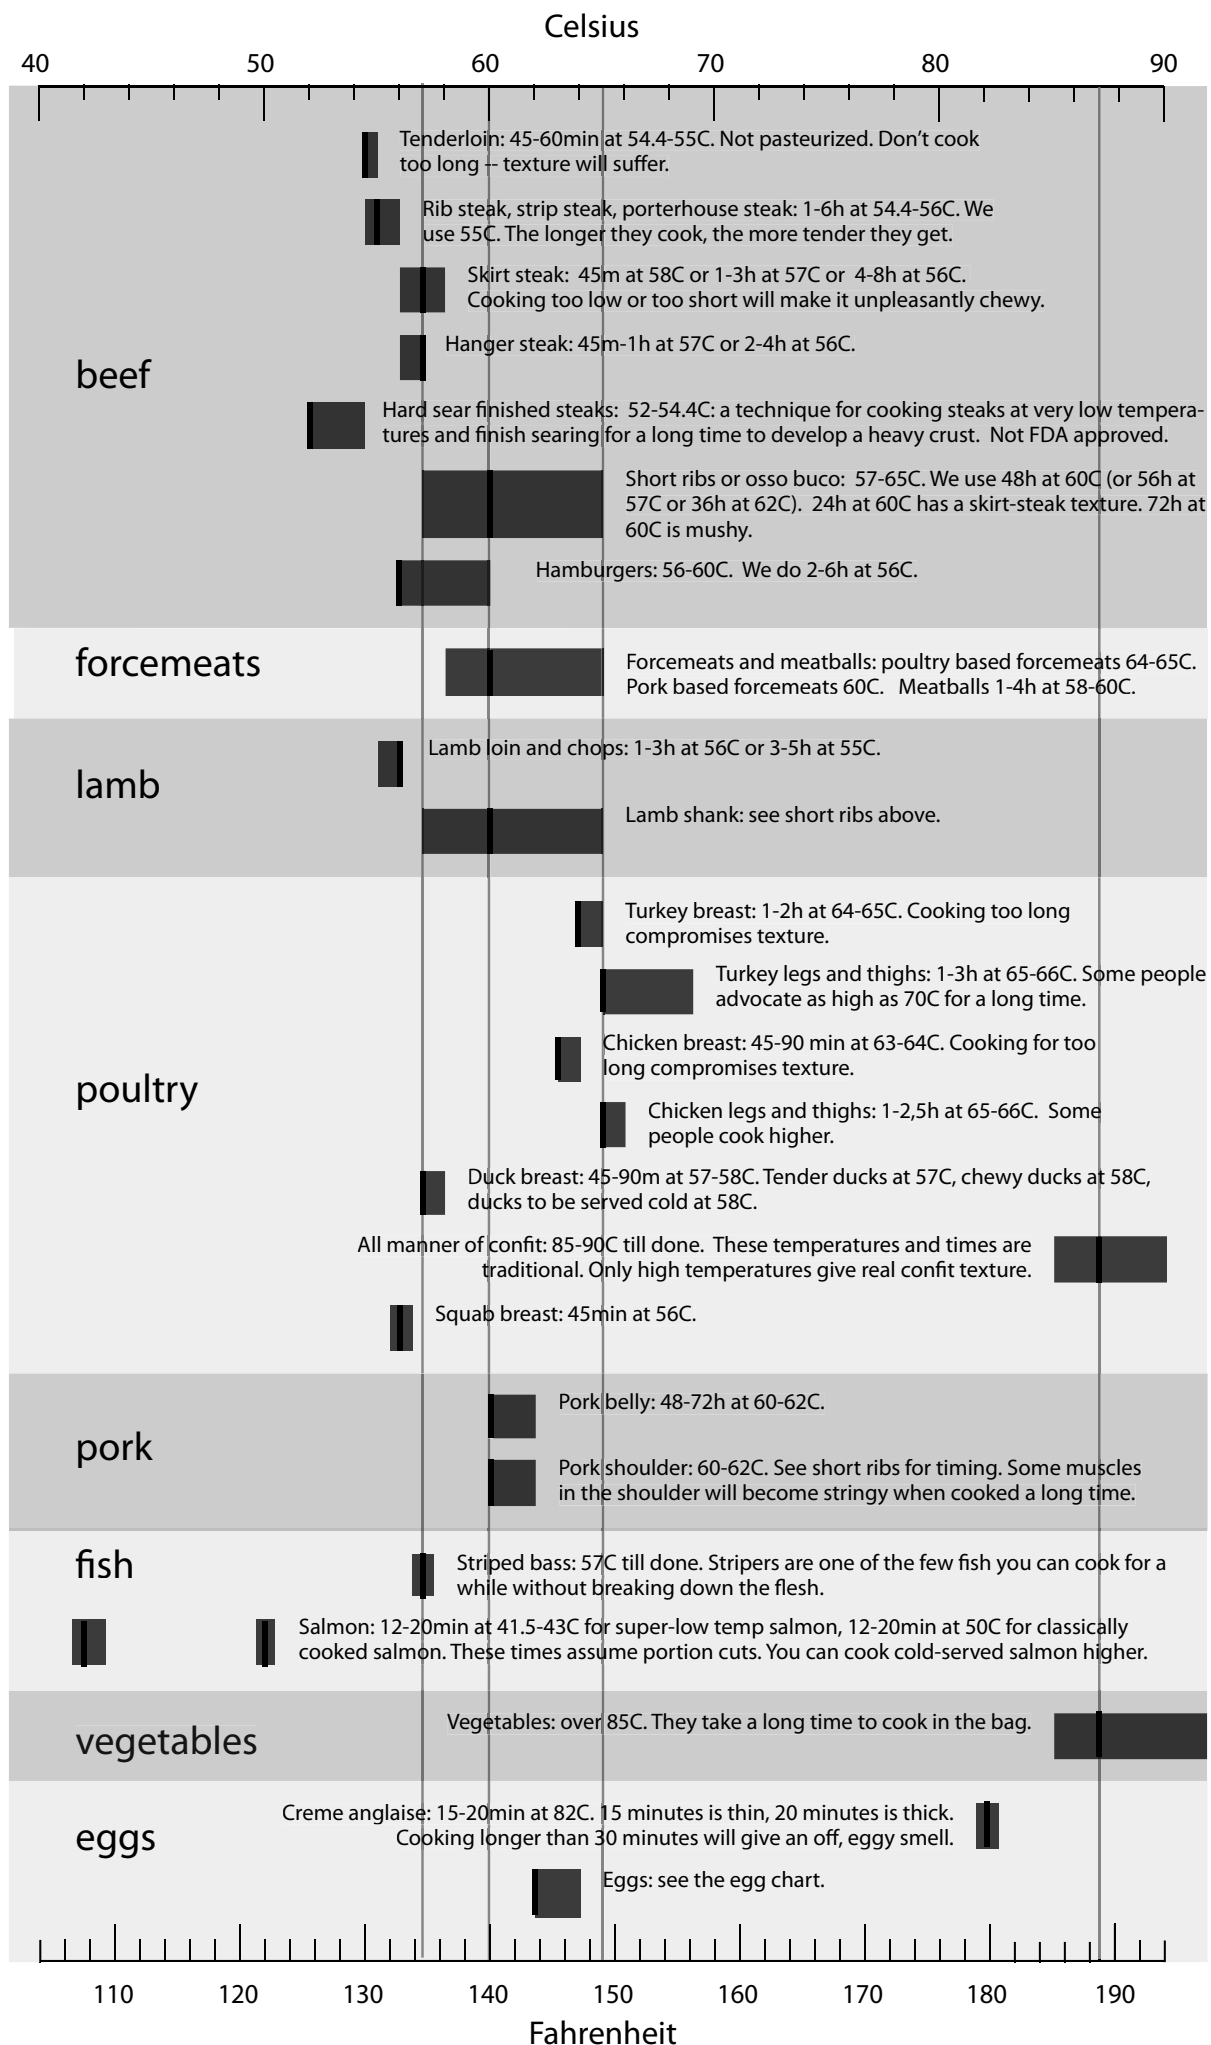 Celsius
40 50 60 70 80 90
Tenderloin: 45-60min at 54.4-55C. Not pasteurized. Don't cook
too long -- texture will suffer.
Rib steak, strip steak, porterhouse steak: 1-6h at 54.4-56C. We
use 55C. The longer they cook, the more tender they get.
Skirt steak: 45m at 58C or 1-3h at 57C or 4-8h at 56C.
Cooking too low or too short will make it unpleasantly chewy.
Hanger steak: 45m-1h at 57C or 2-4h at 56C.
beef
Hard sear finished steaks: 52-54.4C: a technique for cooking steaks at very low tempera-
tures and finish searing for a long time to develop a heavy crust. Not FDA approved.
Short ribs or osso buco: 57-65C. We use 48h at 60C (or 56h at
57C or 36h at 62C). 24h at 60C has a skirt-steak texture. 72h at
60C is mushy.
Hamburgers: 56-60C. We do 2-6h at 56C.
forcemeats
Forcemeats and meatballs: poultry based forcemeats 64-65C.
Pork based forcemeats 60C. Meatballs 1-4h at 58-60C.
Lamb loin and chops: 1-3h at 56C or 3-5h at 55C.
lamb
Lamb shank: see short ribs above.
Turkey breast: 1-2h at 64-65C. Cooking too long
compromises texture.
Turkey legs and thighs: 1-3h at 65-66C. Some people
advocate as high as 70C for a long time.
Chicken breast: 45-90 min at 63-64C. Cooking for too
long compromises texture.
poultry
Chicken legs and thighs: 1-2,5h at 65-66C. Some
people cook higher.
Duck breast: 45-90m at 57-58C. Tender ducks at 57C, chewy ducks at 58C,
ducks to be served cold at 58C.
All manner of confit: 85-90C till done. These temperatures and times are
traditional. Only high temperatures give real confit texture.
Squab breast: 45min at 56C.
Pork belly: 48-72h at 60-62C.
pork
Pork shoulder: 60-62C. See short ribs for timing. Some muscles
in the shoulder will become stringy when cooked a long time.
fish
Striped bass: 57C till done. Stripers are one of the few fish you can cook for a
while without breaking down the flesh.
Salmon: 12-20min at 41.5-43C for super-low temp salmon, 12-20min at 50C for classically
cooked salmon. These times assume portion cuts. You can cook cold-served salmon higher.
Vegetables: over 85C. They take a long time to cook in the bag.
vegetables
Creme anglaise: 15-20min at 82C. 15 minutes is thin, 20 minutes is thick.
Cooking longer than 30 minutes will give an off, eggy smell.
eggs
Eggs: see the egg chart.
110 120 130 140 150 160 170 180 190
Fahrenheit